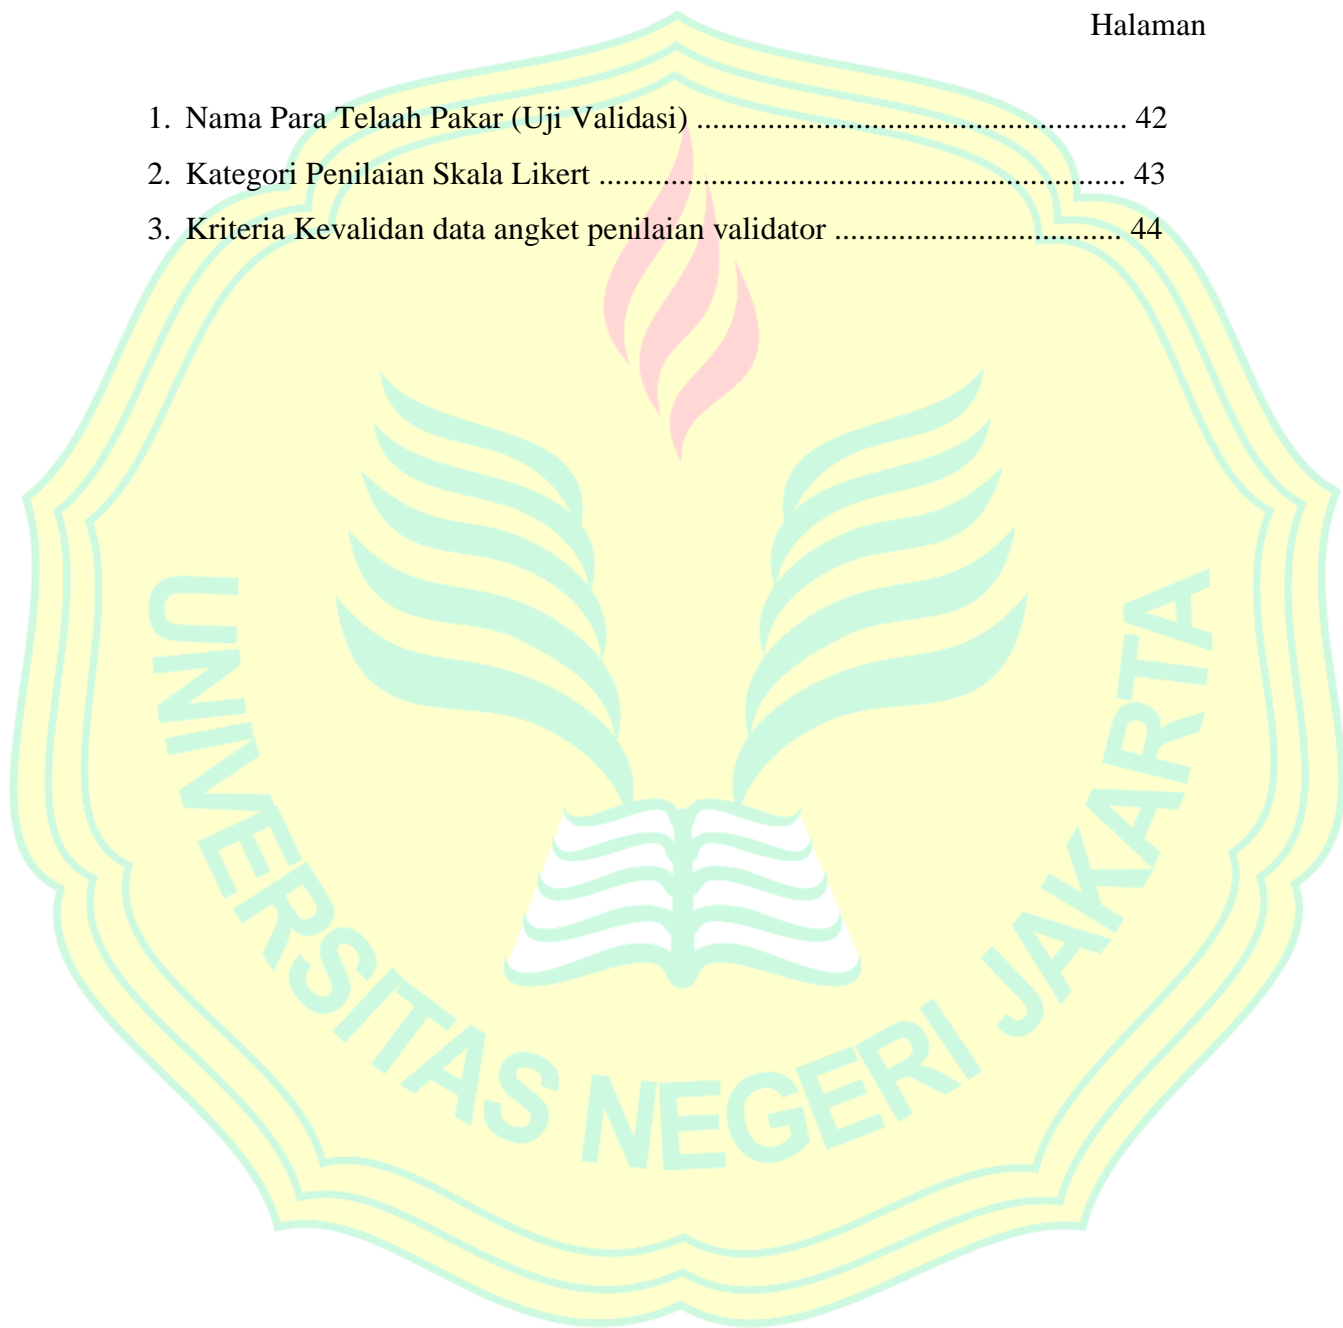 Halaman
1. Nama Para Telaah Pakar (Uji Validasi) ...................................................... 42
2. Kategori Penilaian Skala Likert .................................................................. 43
3. Kriteria Kevalidan data angket penilaian validator .................................... 44
UNIVERSITAS NEGERI JAKARTA